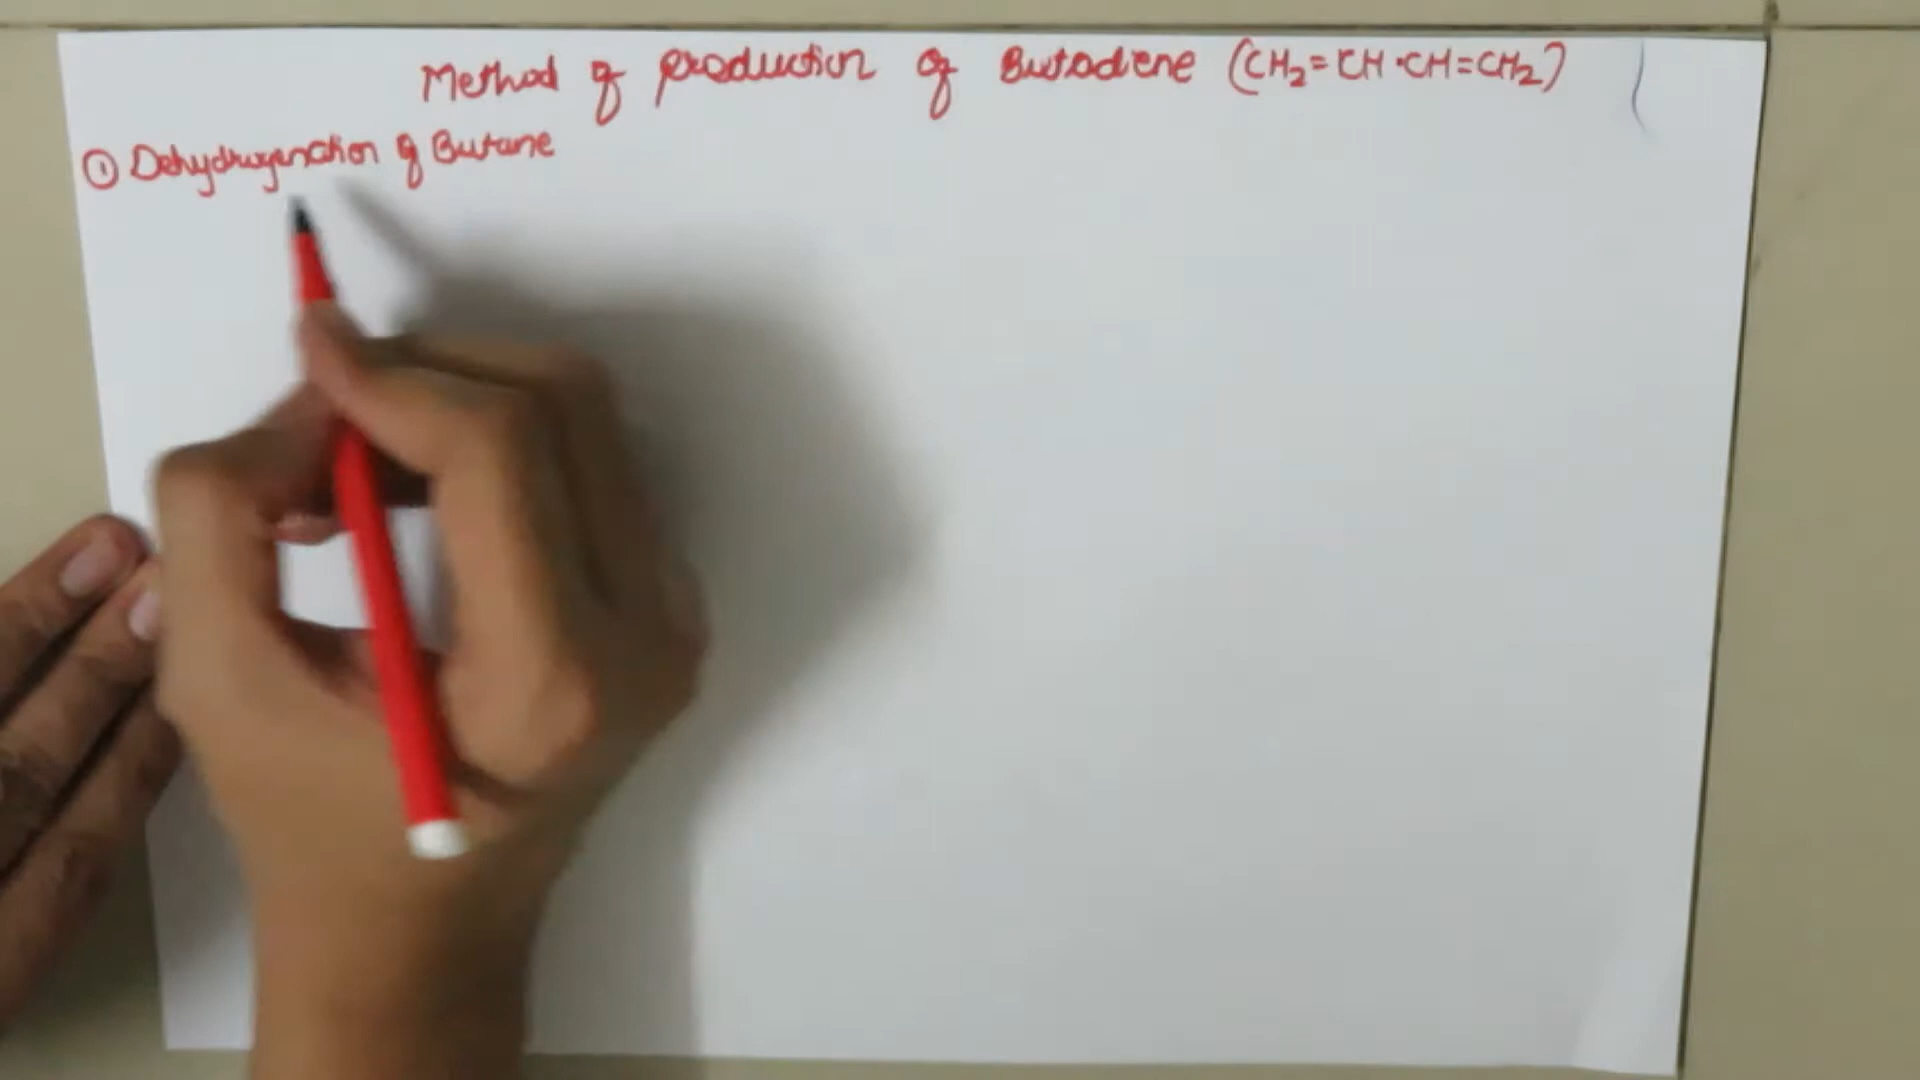 Method of production of Butadiene (CH₂=CH·CH=CH₂)
① Dehydrogenation of Butane